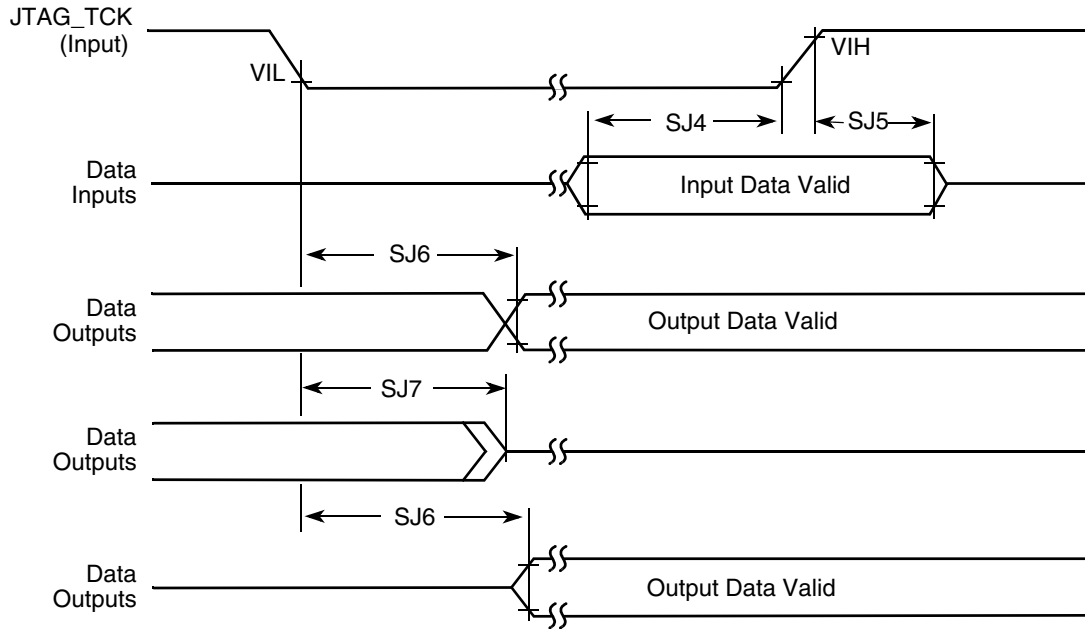 JTAG_TCK
(Input)
VIL
VIH
SJ4
SJ5
Data
Inputs
Input Data Valid
SJ6
Data
Outputs
Output Data Valid
SJ7
Data
Outputs
SJ6
Data
Outputs
Output Data Valid